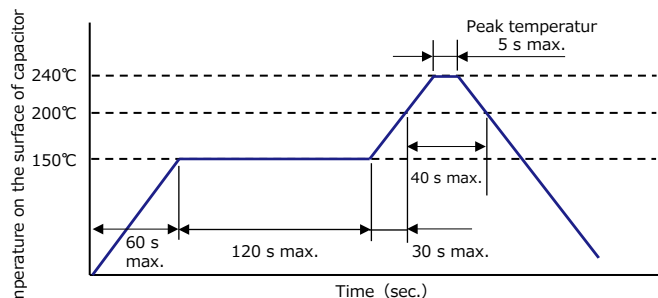 Peak temperatur
5 s max.
240℃
200℃
150℃
40 s max.
60 s
max.
120 s max.
30 s max.
Time (sec.)
temperature on the surface of capacitor